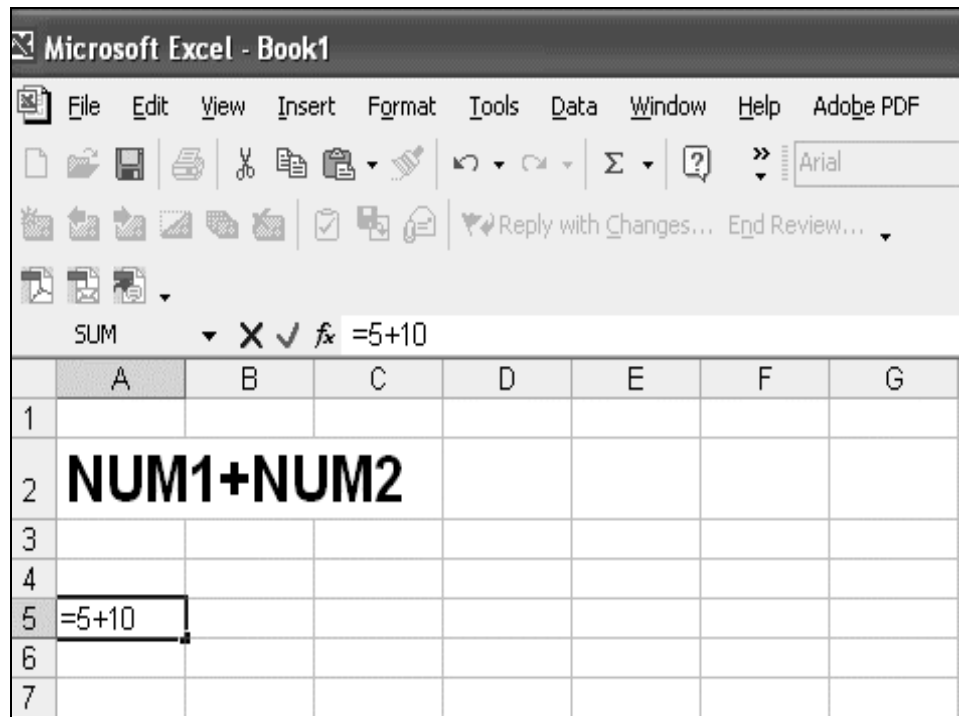 Microsoft Excel - Book1
File Edit View Insert Format Tools Data Window Help Adobe PDF
Σ ? » Arial
Reply with Changes... End Review...
SUM fx =5+10
A B C D E F G
1
2 NUM1+NUM2
3
4
5 =5+10
6
7